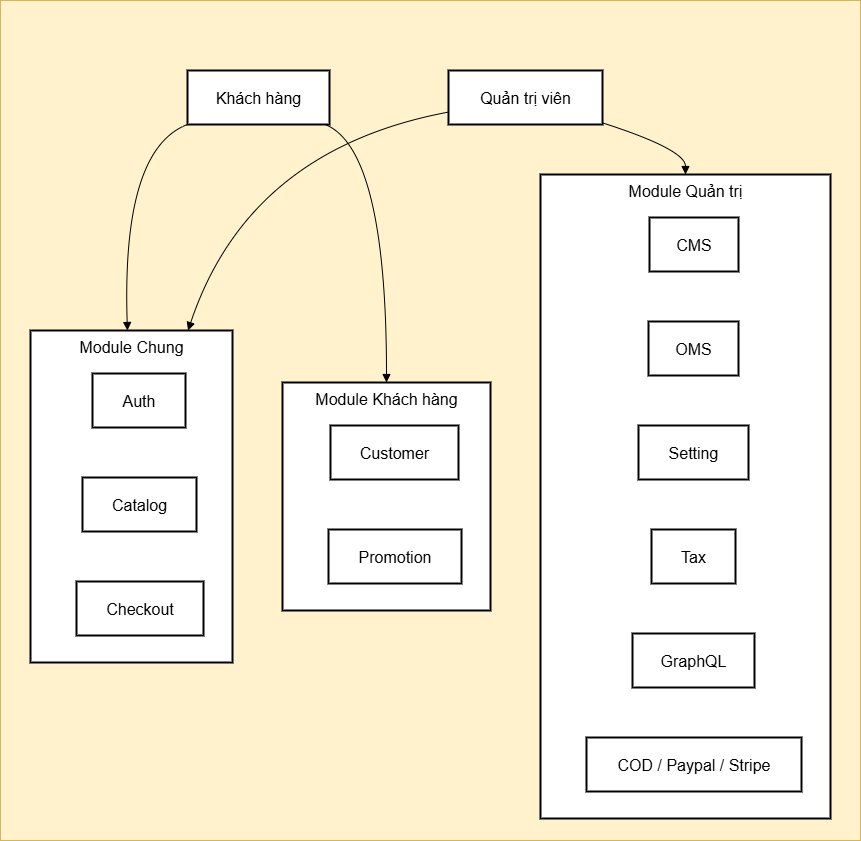 Khách hàng
Quản trị viên
Module Chung
Auth
Catalog
Checkout
Module Khách hàng
Customer
Promotion
Module Quản trị
CMS
OMS
Setting
Tax
GraphQL
COD / Paypal / Stripe